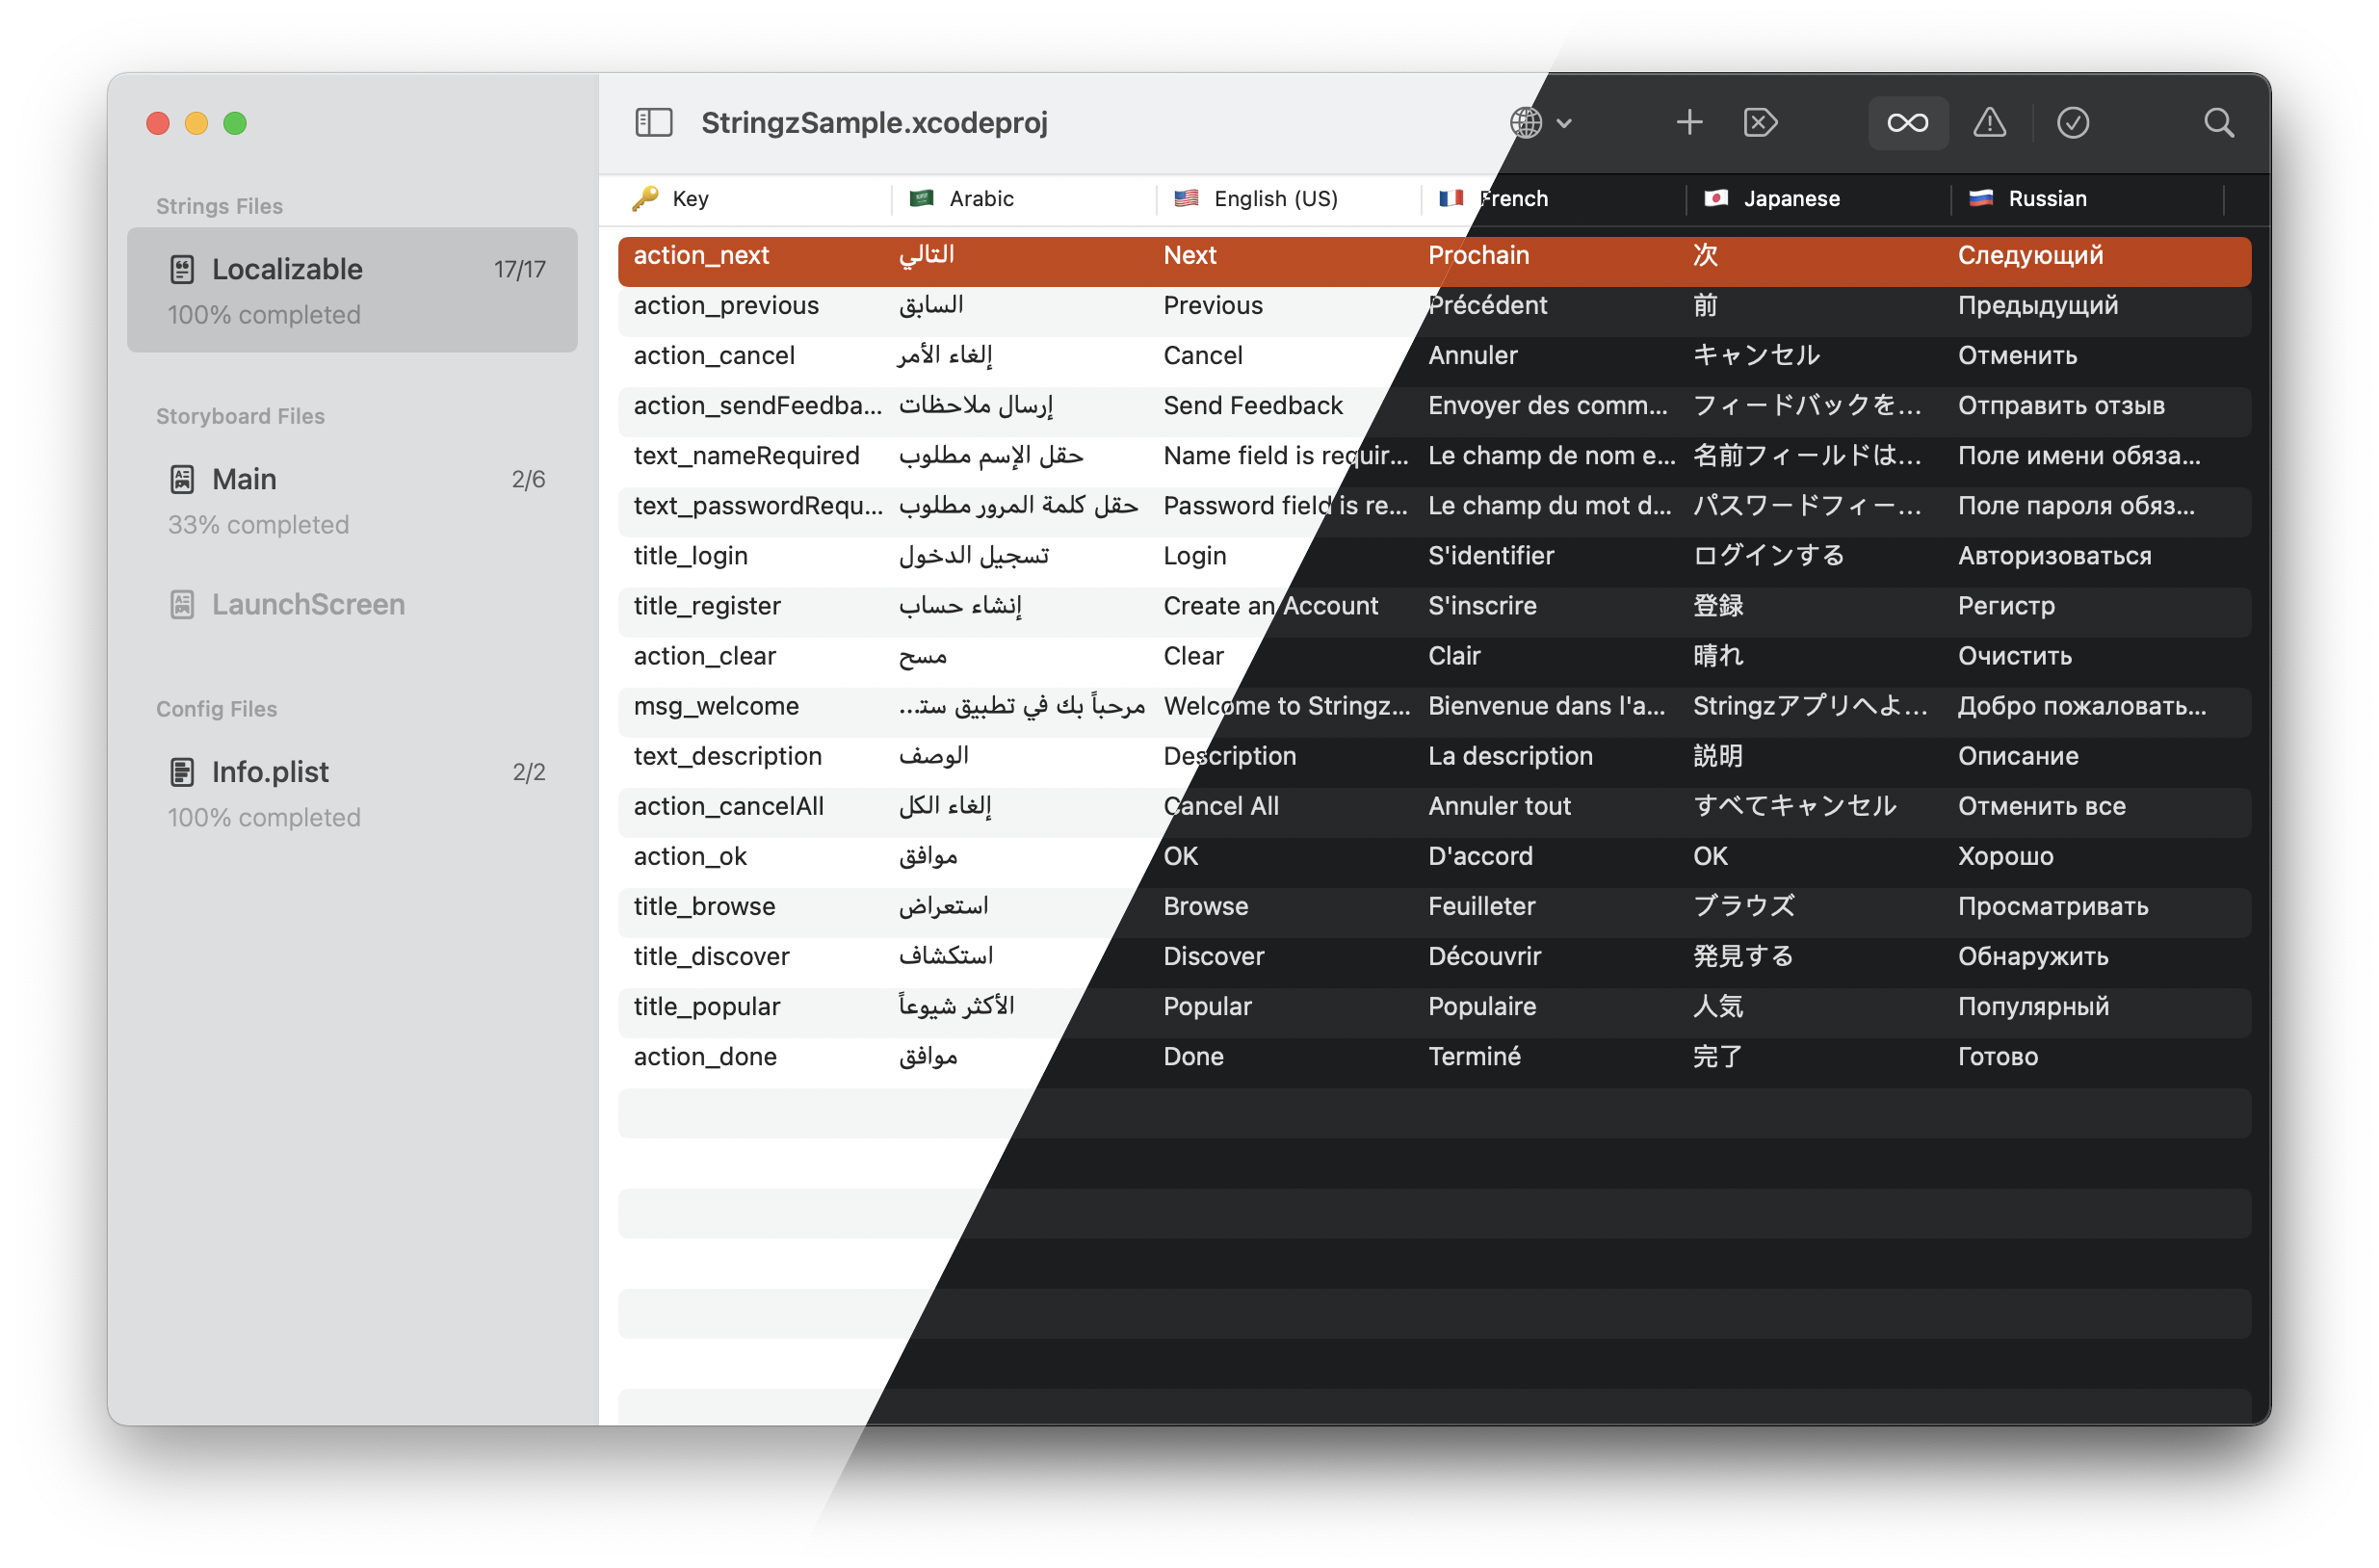 StringzSample.xcodeproj
Strings Files
Localizable 17/17
100% completed
Storyboard Files
Main 2/6
33% completed
LaunchScreen
Config Files
Info.plist 2/2
100% completed
Key Arabic English (US) French Japanese Russian
action_next التالي Next Prochain 次 Следующий
action_previous السابق Previous Précédent 前 Предыдущий
action_cancel إلغاء الأمر Cancel Annuler キャンセル Отменить
action_sendFeedba... إرسال ملاحظات Send Feedback Envoyer des comm... フィードバックを... Отправить отзыв
text_nameRequired حقل الإسم مطلوب Name field is requir... Le champ de nom e... 名前フィールドは... Поле имени обяза...
text_passwordRequ... حقل كلمة المرور مطلوب Password field is re... Le champ du mot d... パスワードフィー... Поле пароля обяз...
title_login تسجيل الدخول Login S'identifier ログインする Авторизоваться
title_register إنشاء حساب Create an Account S'inscrire 登録 Регистр
action_clear مسح Clear Clair 晴れ Очистить
msg_welcome مرحباً بك في تطبيق ست... Welcome to Stringz... Bienvenue dans l'a... Stringzアプリへよ... Добро пожаловать...
text_description الوصف Description La description 説明 Описание
action_cancelAll إلغاء الكل Cancel All Annuler tout すべてキャンセル Отменить все
action_ok موافق OK D'accord OK Хорошо
title_browse استعراض Browse Feuilleter ブラウズ Просматривать
title_discover استكشاف Discover Découvrir 発見する Обнаружить
title_popular الأكثر شيوعاً Popular Populaire 人気 Популярный
action_done موافق Done Terminé 完了 Готово